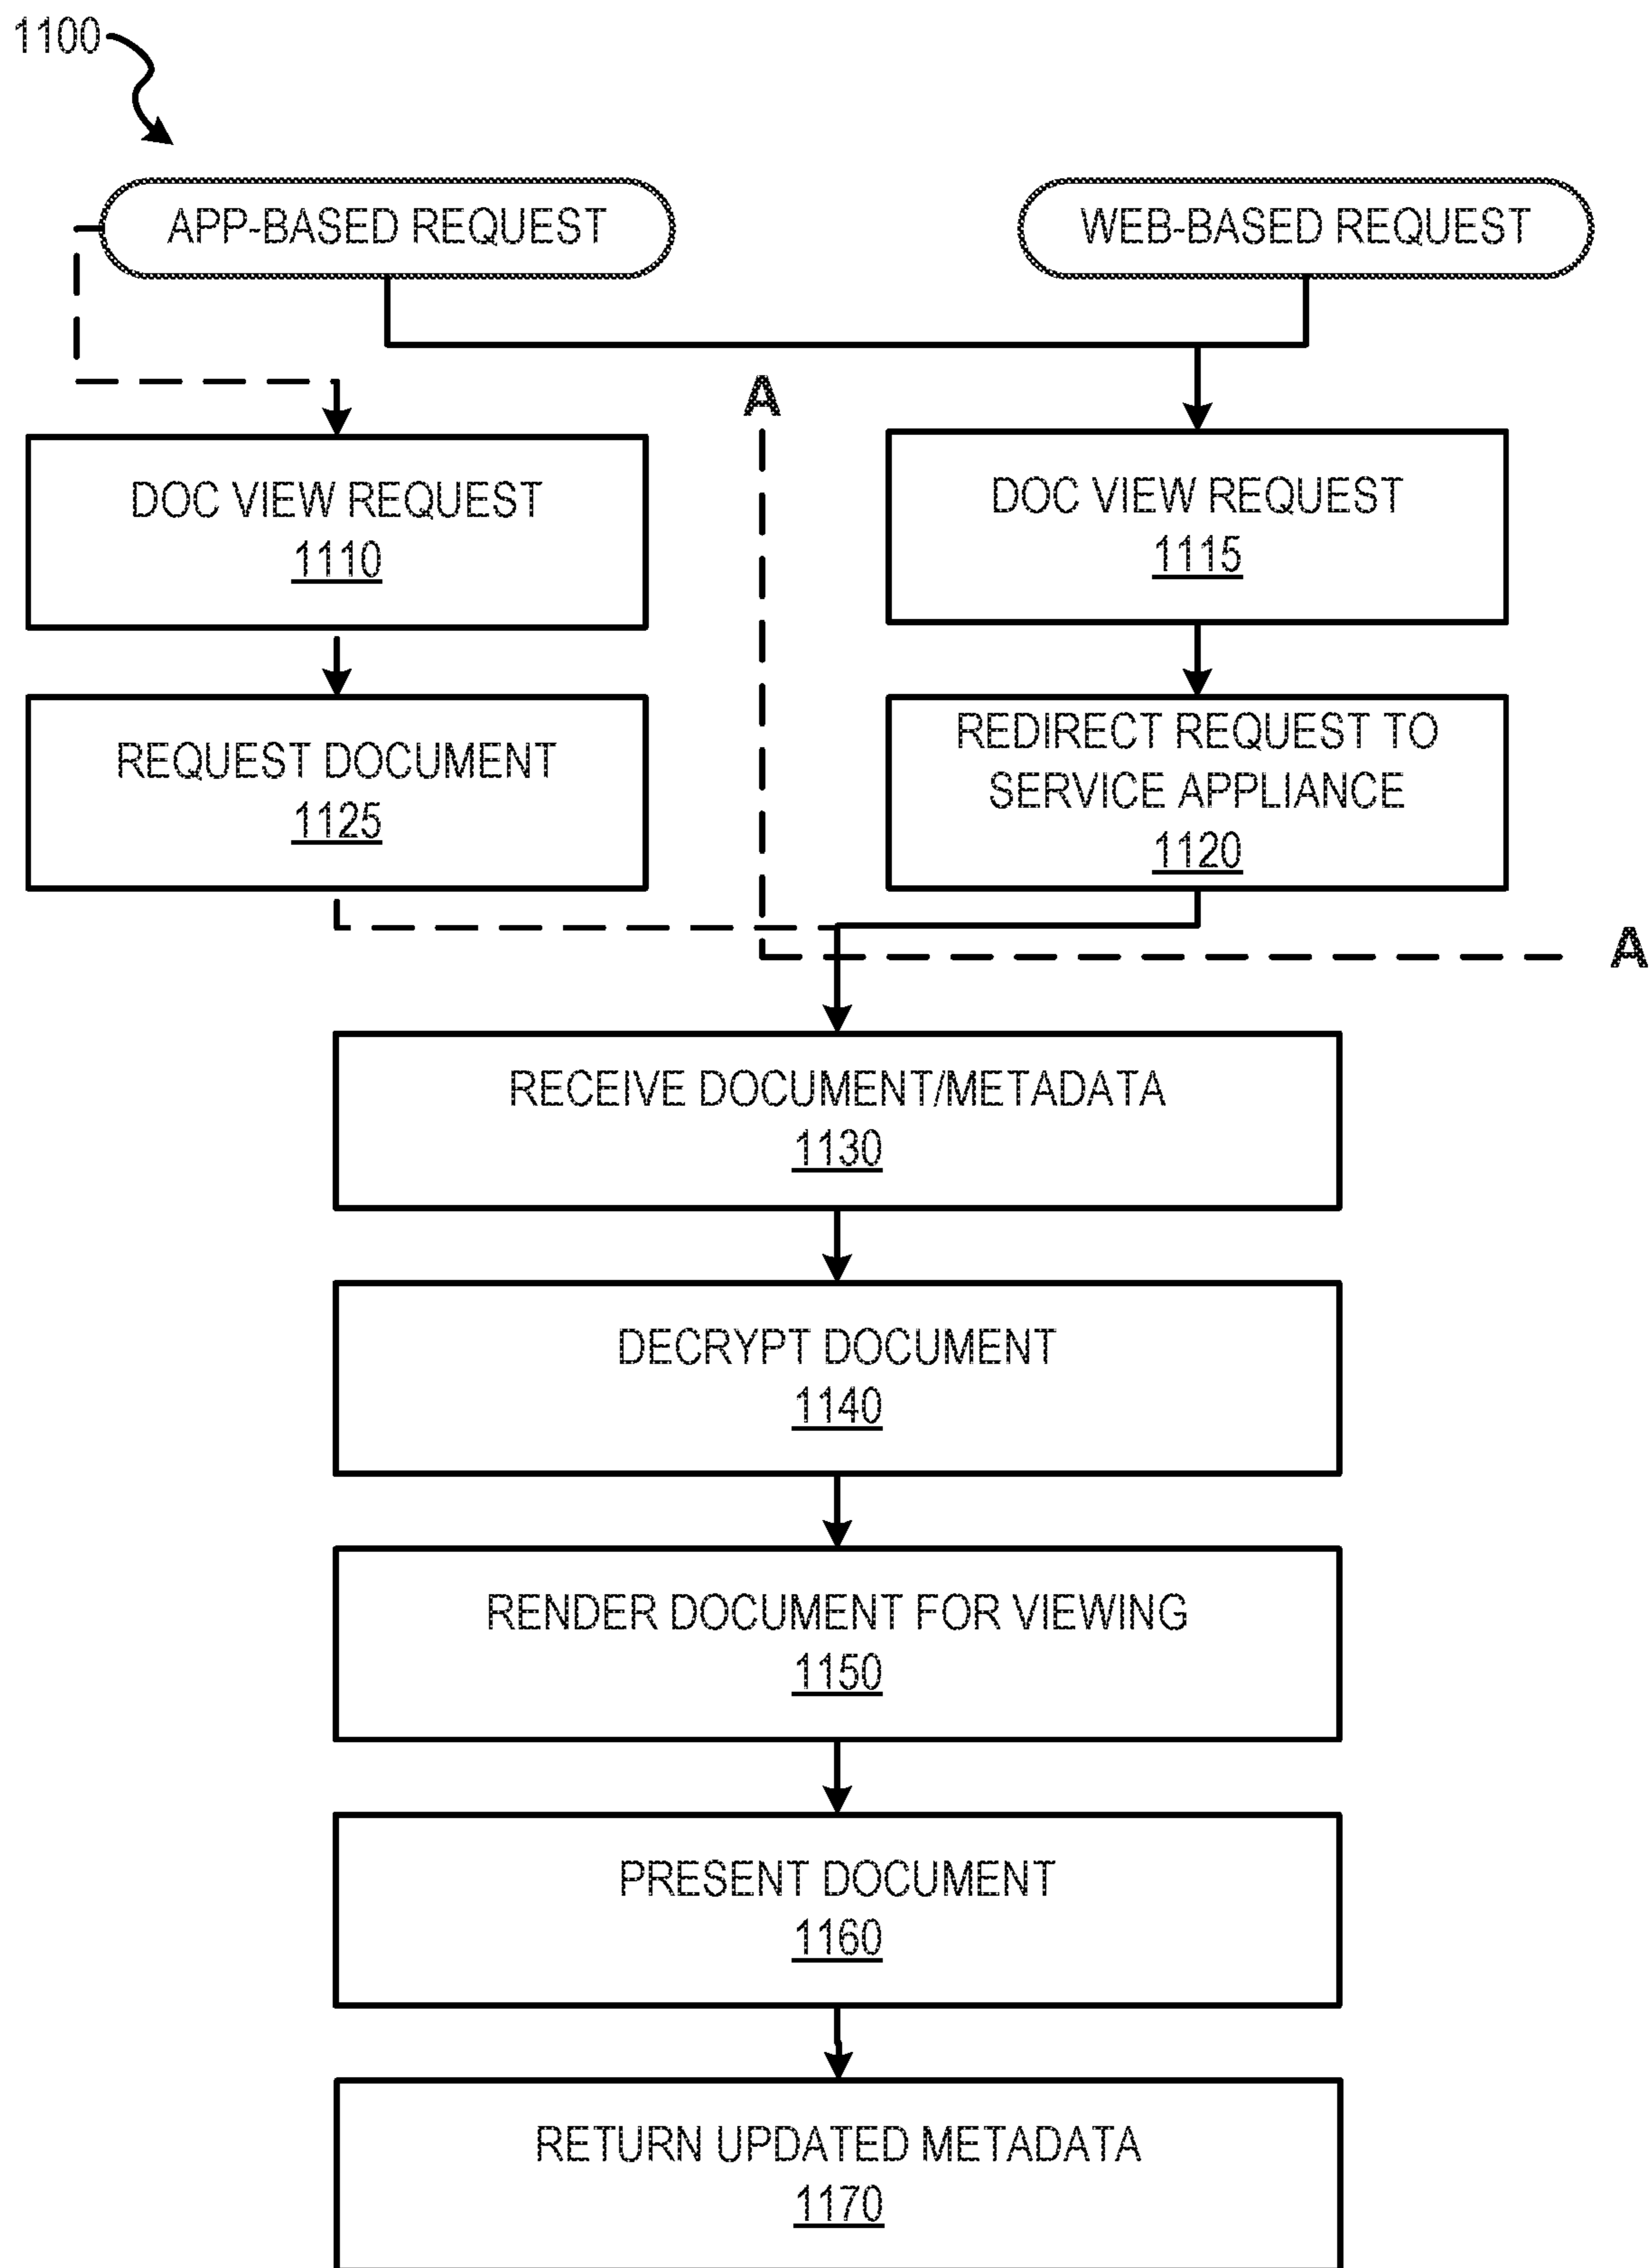 1100
APP-BASED REQUEST
WEB-BASED REQUEST
A
DOC VIEW REQUEST
1110
DOC VIEW REQUEST
1115
REQUEST DOCUMENT
1125
REDIRECT REQUEST TO
SERVICE APPLIANCE
1120
A
RECEIVE DOCUMENT/METADATA
1130
DECRYPT DOCUMENT
1140
RENDER DOCUMENT FOR VIEWING
1150
PRESENT DOCUMENT
1160
RETURN UPDATED METADATA
1170